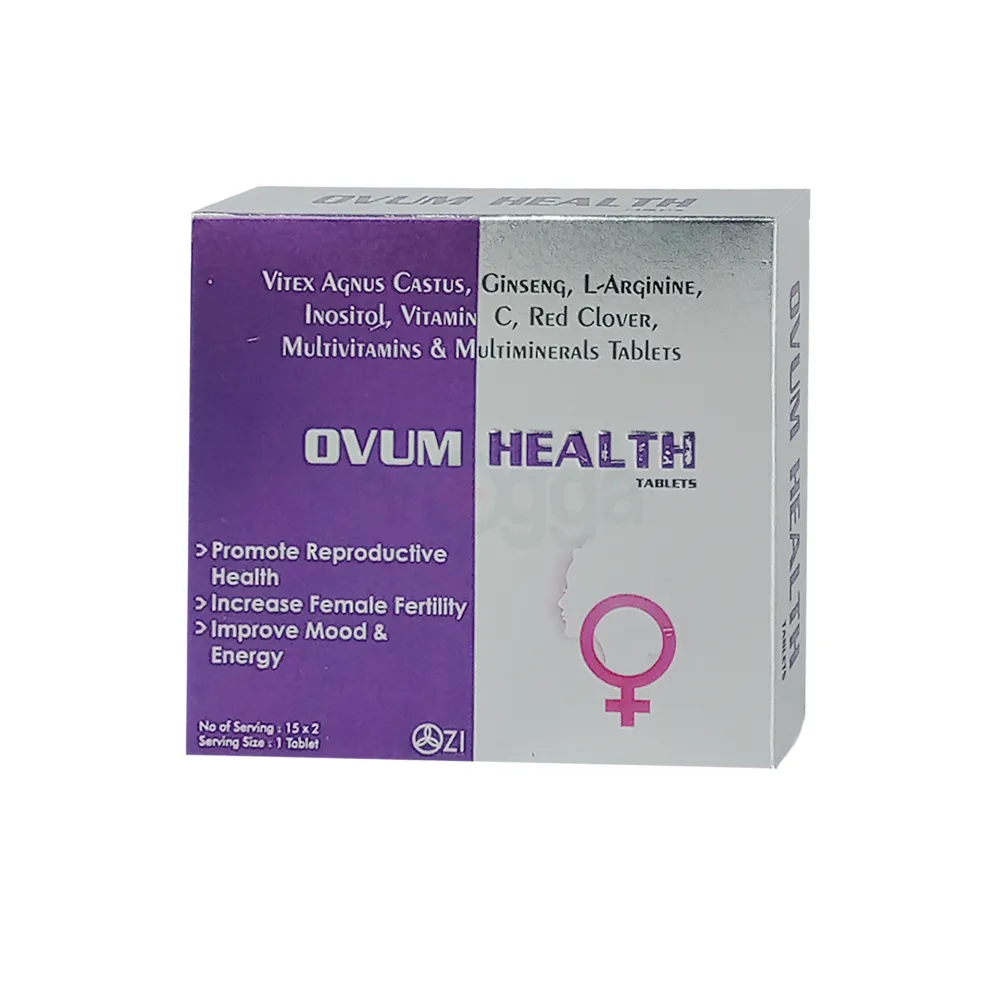 OVUM HEALTH
TABLETS
VITEX AGNUS CASTUS, GINSENG, L-ARGININE,
INOSITOL, VITAMIN C, RED CLOVER,
MULTIVITAMINS & MULTIMINERALS TABLETS
OVUM HEALTH
TABLETS
> Promote Reproductive
Health
> Increase Female Fertility
> Improve Mood &
Energy
No of Serving : 15 x 2
Serving Size : 1 Tablet
OZI
OVUM HEALTH
TABLETS